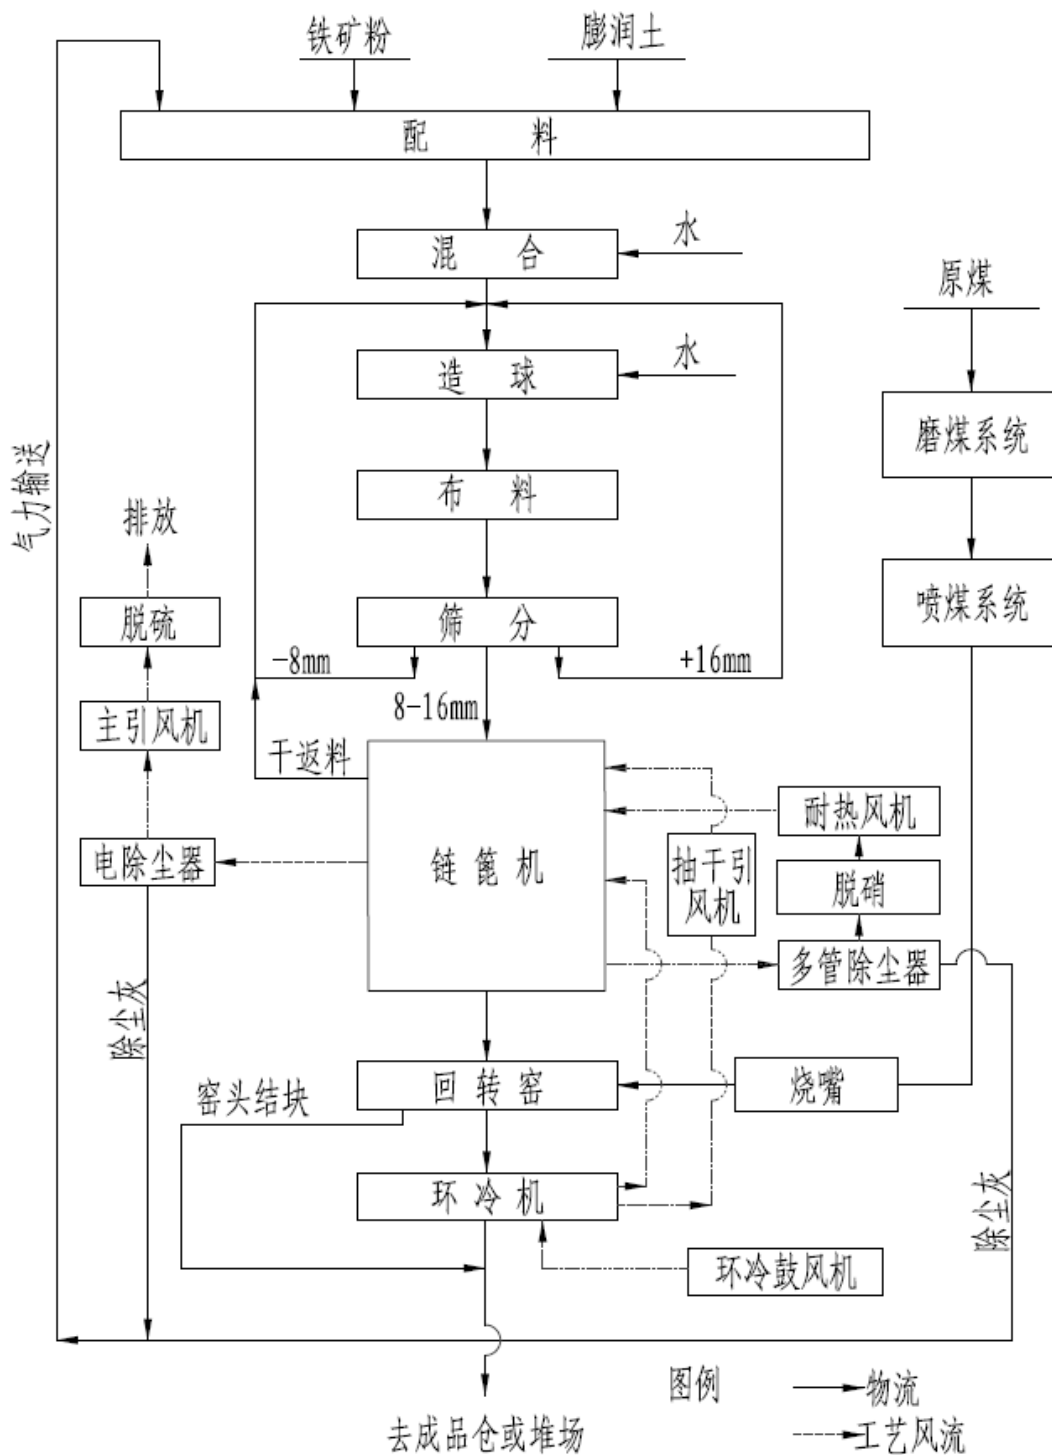 铁矿粉
膨润土
配 料
水
混 合
原煤
水
造 球
磨煤系统
气力输送
布 料
排放
喷煤系统
脱硫
筛 分
-8mm
+16mm
8-16mm
主引风机
干返料
耐热风机
电除尘器
链篦机
抽干引
风机
脱硝
多管除尘器
除尘灰
回转窑
烧嘴
窑头结块
环冷机
除尘灰
环冷鼓风机
图例
物流
去成品仓或堆场
工艺风流